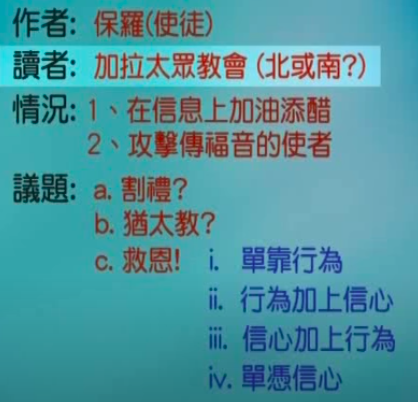 作者: 保羅(使徒)
讀者: 加拉太眾教會 (北或南?)
情況: 1、在信息上加油添醋
2、攻擊傳福音的使者
議題: a. 割禮?
b. 猶太教?
c. 救恩! i. 單靠行為
ii. 行為加上信心
iii. 信心加上行為
iv. 單憑信心